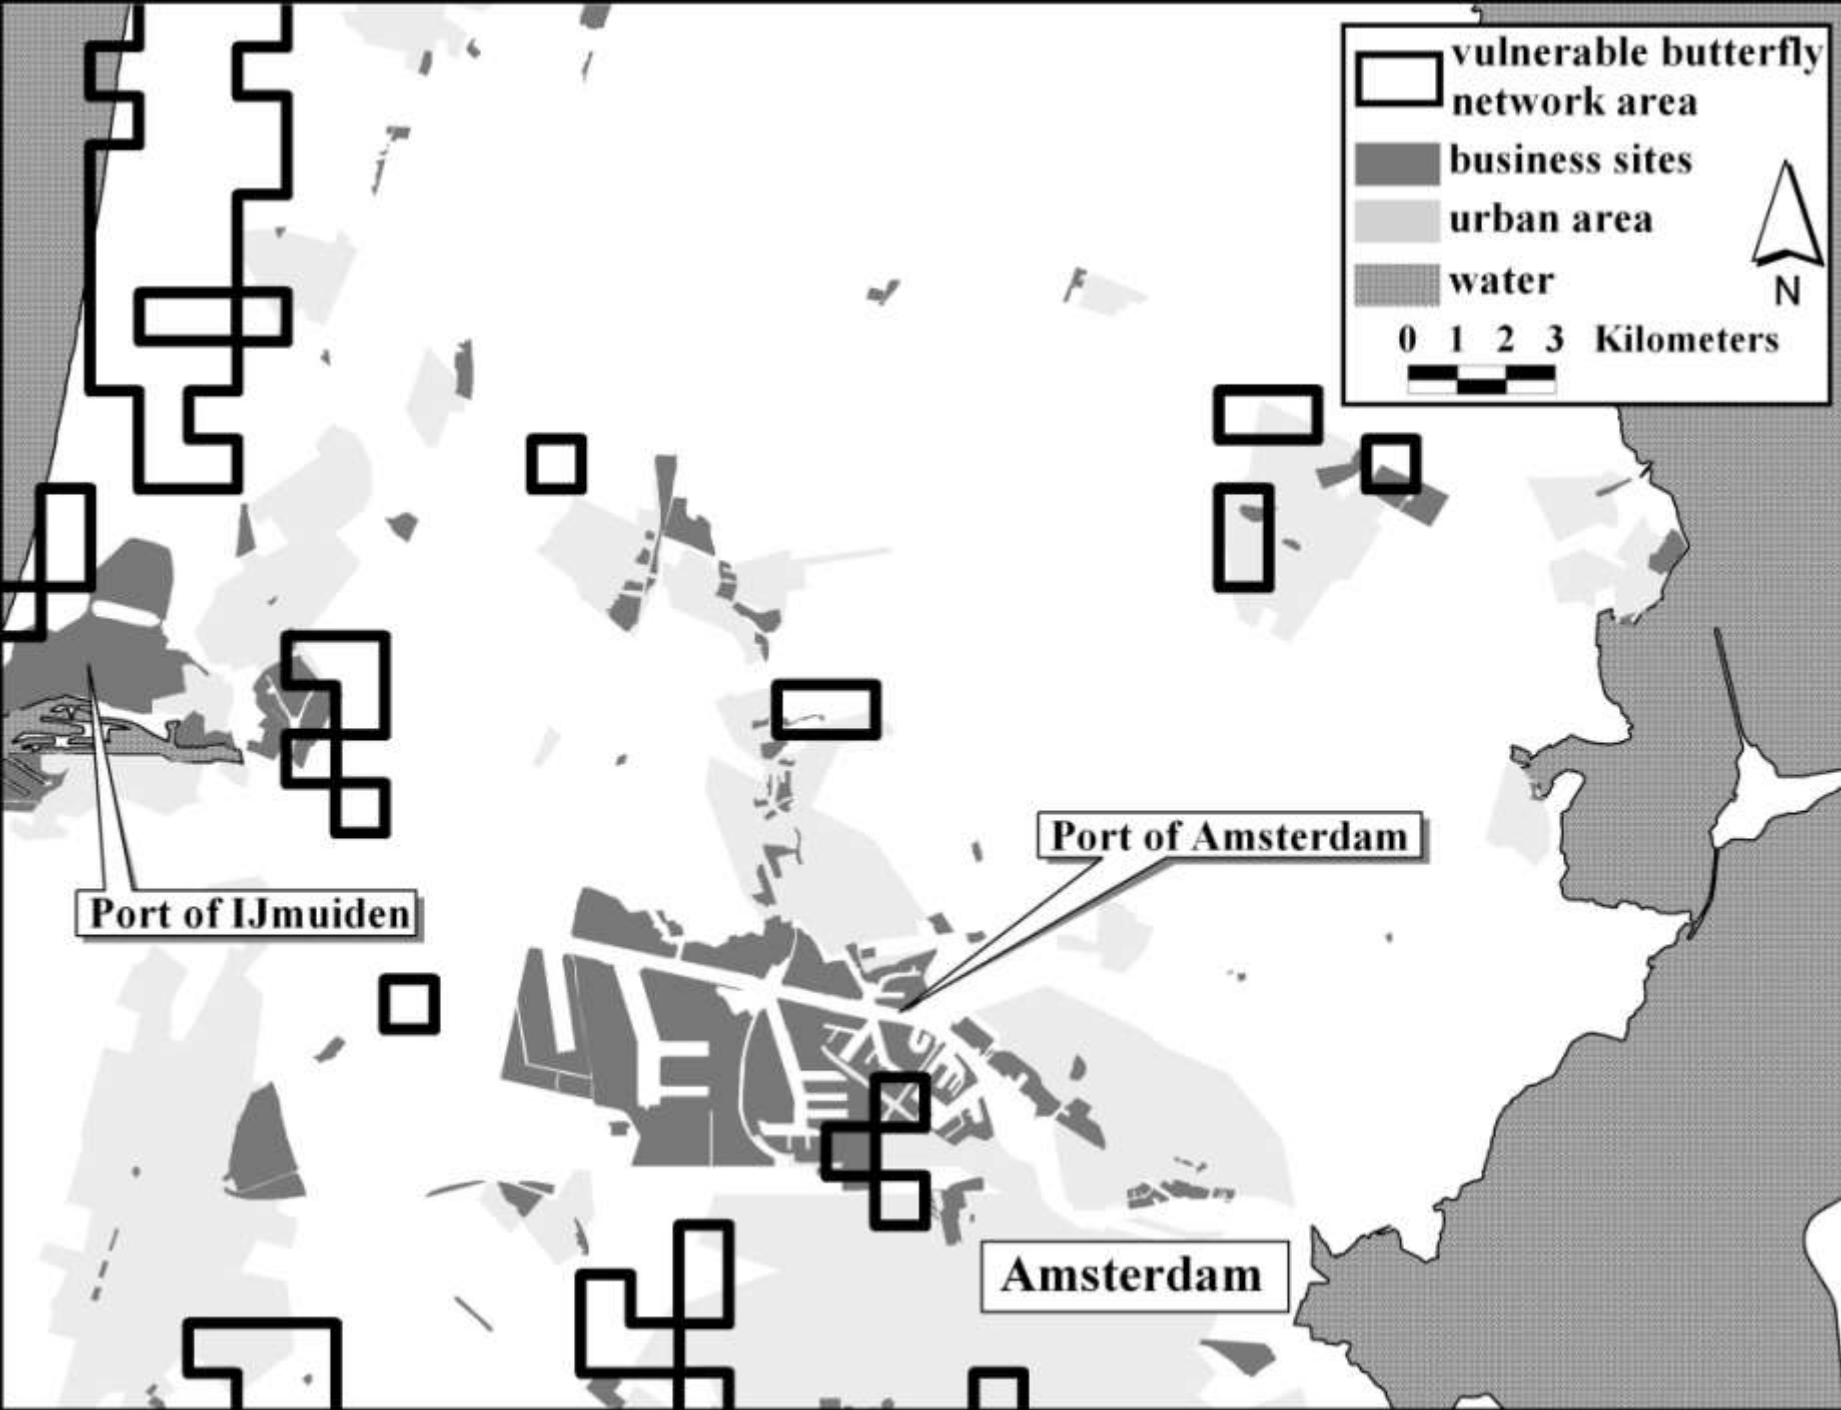 vulnerable butterfly
network area
business sites
urban area
water
N
0 1 2 3 Kilometers
Port of Amsterdam
Port of IJmuiden
Amsterdam